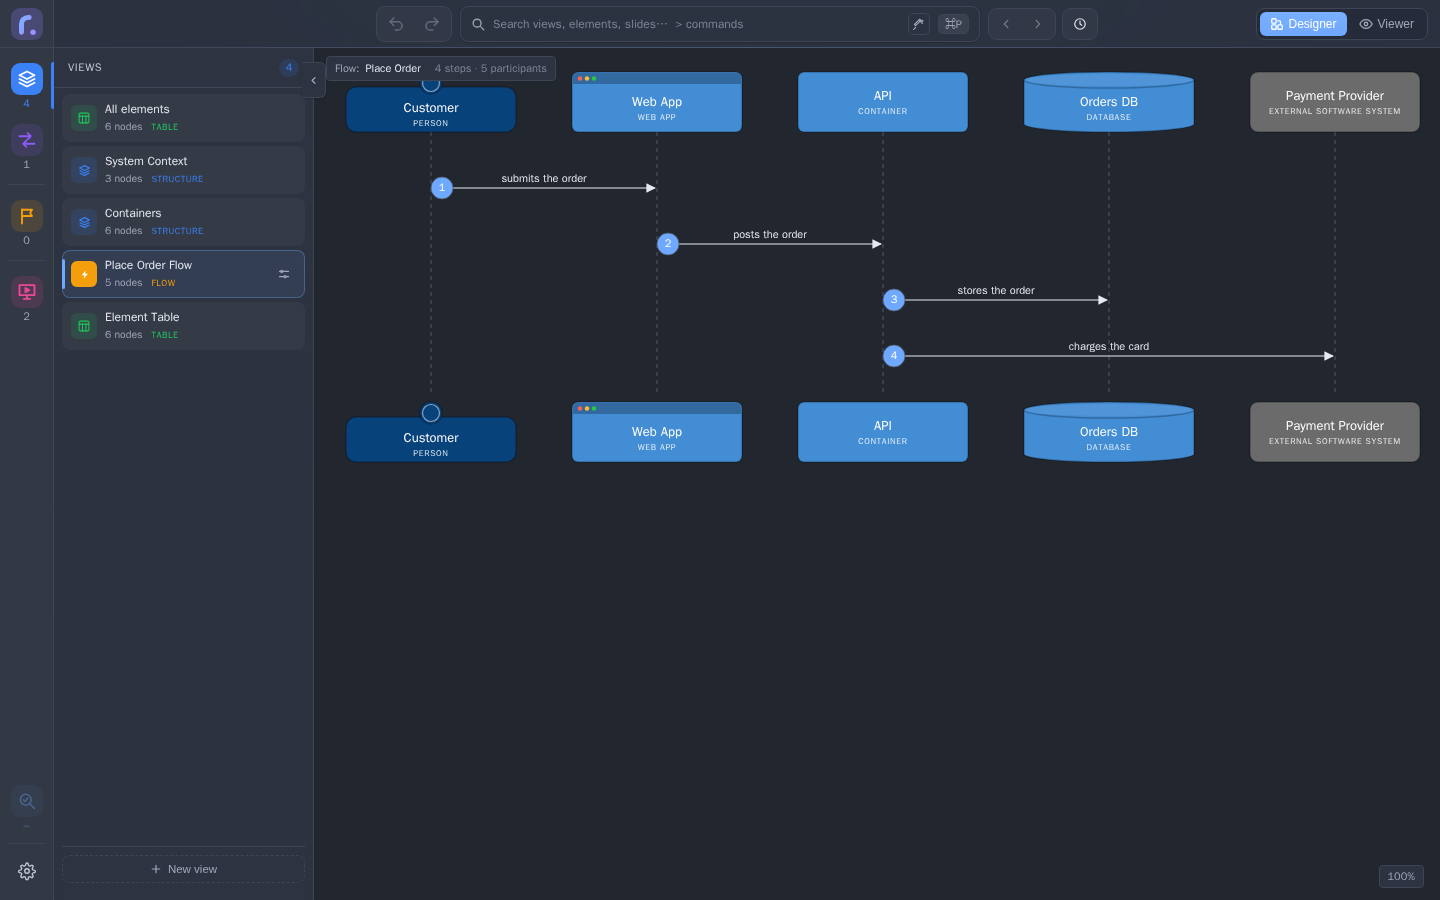 Search views, elements, slides··· > commands
⌘P
Designer
Viewer
VIEWS
4
4
1
0
2
All elements
6 nodes TABLE
System Context
3 nodes STRUCTURE
Containers
6 nodes STRUCTURE
Place Order Flow
5 nodes FLOW
Element Table
6 nodes TABLE
New view
Flow: Place Order 4 steps · 5 participants
Customer
PERSON
Web App
WEB APP
API
CONTAINER
Orders DB
DATABASE
Payment Provider
EXTERNAL SOFTWARE SYSTEM
1
submits the order
2
posts the order
3
stores the order
4
charges the card
Customer
PERSON
Web App
WEB APP
API
CONTAINER
Orders DB
DATABASE
Payment Provider
EXTERNAL SOFTWARE SYSTEM
100%